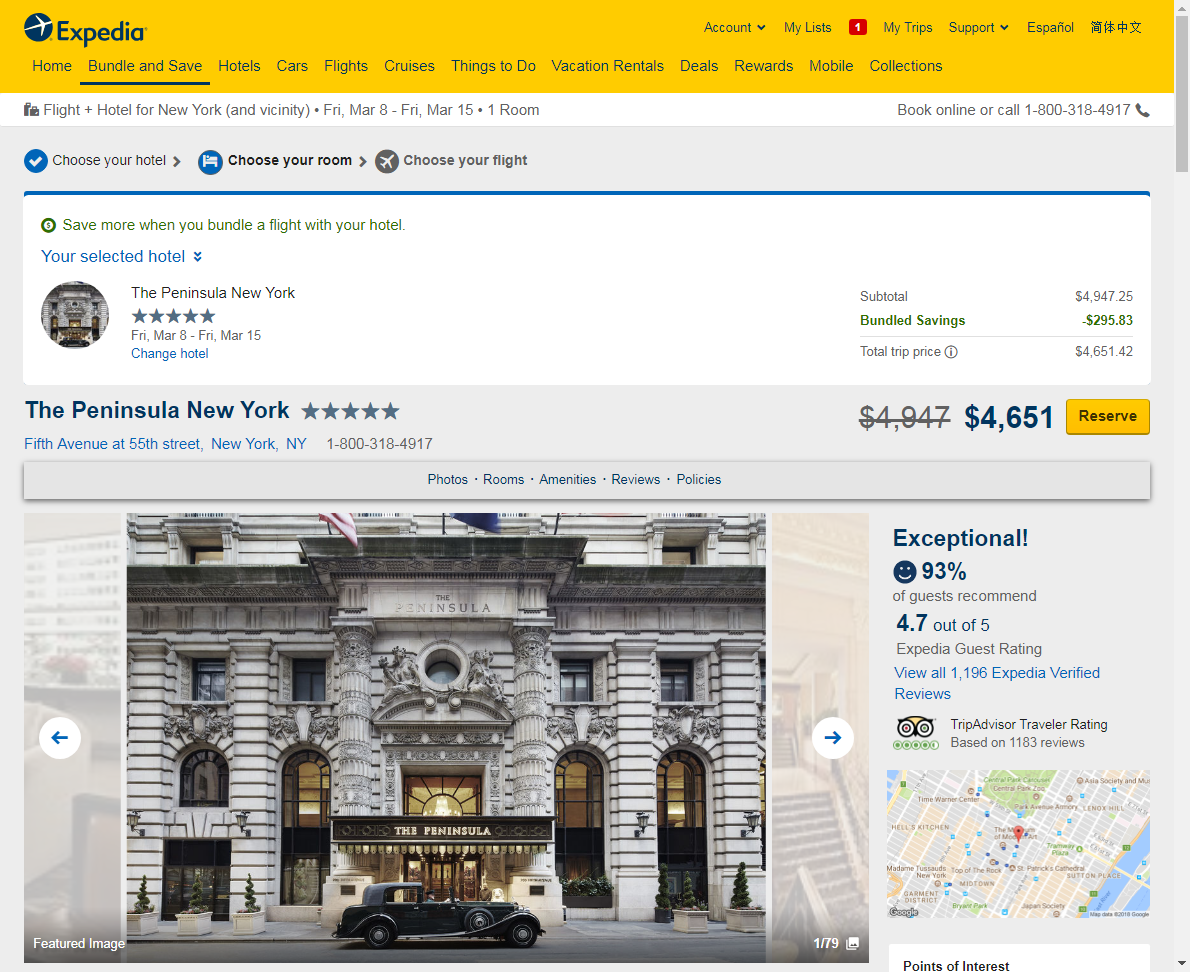 Expedia
Account
My Lists
1
My Trips
Support
Español
简体中文
Home
Bundle and Save
Hotels
Cars
Flights
Cruises
Things to Do
Vacation Rentals
Deals
Rewards
Mobile
Collections
Flight + Hotel for New York (and vicinity) • Fri, Mar 8 - Fri, Mar 15 • 1 Room
Book online or call 1-800-318-4917
Choose your hotel
Choose your room
Choose your flight
Save more when you bundle a flight with your hotel.
Your selected hotel
The Peninsula New York
Fri, Mar 8 - Fri, Mar 15
Change hotel
Subtotal $4,947.25
Bundled Savings -$295.83
Total trip price $4,651.42
The Peninsula New York
$4,947 $4,651
Reserve
Fifth Avenue at 55th street, New York, NY 1-800-318-4917
Photos · Rooms · Amenities · Reviews · Policies
THE
PENINSULA
THE PENINSULA
Featured Image
1/79
Exceptional!
93%
of guests recommend
4.7 out of 5
Expedia Guest Rating
View all 1,196 Expedia Verified
Reviews
TripAdvisor Traveler Rating
Based on 1183 reviews
Central Park Carousel
Asia Society and Mus
Central Park Zoo
Time Warner Center
Park Avenue Armory
LENOX HILL
HELL'S KITCHEN
The Museum
of Modern Art
Tramway
Plaza
Madame Tussauds
New York
Top of The Rock
St. Patrick's Cathedral
SUTTON PLACE
MIDTOWN
GARMENT
DISTRICT
Bryant Park
Japan Society
Google
Map data ©2018 Google
Points of Interest